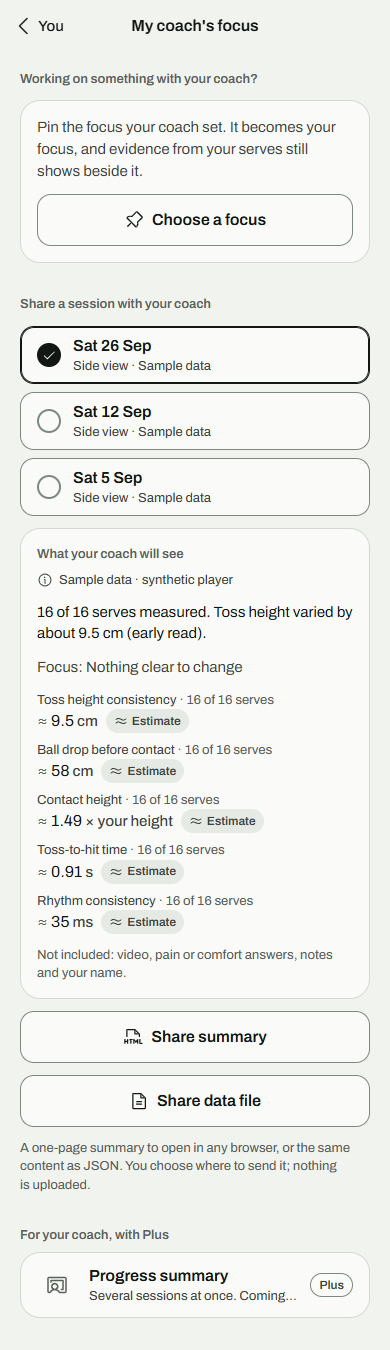 You
My coach's focus
Working on something with your coach?
Pin the focus your coach set. It becomes your
focus, and evidence from your serves still
shows beside it.
Choose a focus
Share a session with your coach
Sat 26 Sep
Side view · Sample data
Sat 12 Sep
Side view · Sample data
Sat 5 Sep
Side view · Sample data
What your coach will see
Sample data · synthetic player
16 of 16 serves measured. Toss height varied by
about 9.5 cm (early read).
Focus: Nothing clear to change
Toss height consistency · 16 of 16 serves
≈ 9.5 cm ≈ Estimate
Ball drop before contact · 16 of 16 serves
≈ 58 cm ≈ Estimate
Contact height · 16 of 16 serves
≈ 1.49 × your height ≈ Estimate
Toss-to-hit time · 16 of 16 serves
≈ 0.91 s ≈ Estimate
Rhythm consistency · 16 of 16 serves
≈ 35 ms ≈ Estimate
Not included: video, pain or comfort answers, notes
and your name.
HTML Share summary
Share data file
A one-page summary to open in any browser, or the same
content as JSON. You choose where to send it; nothing
is uploaded.
For your coach, with Plus
Progress summary
Several sessions at once. Coming...
Plus